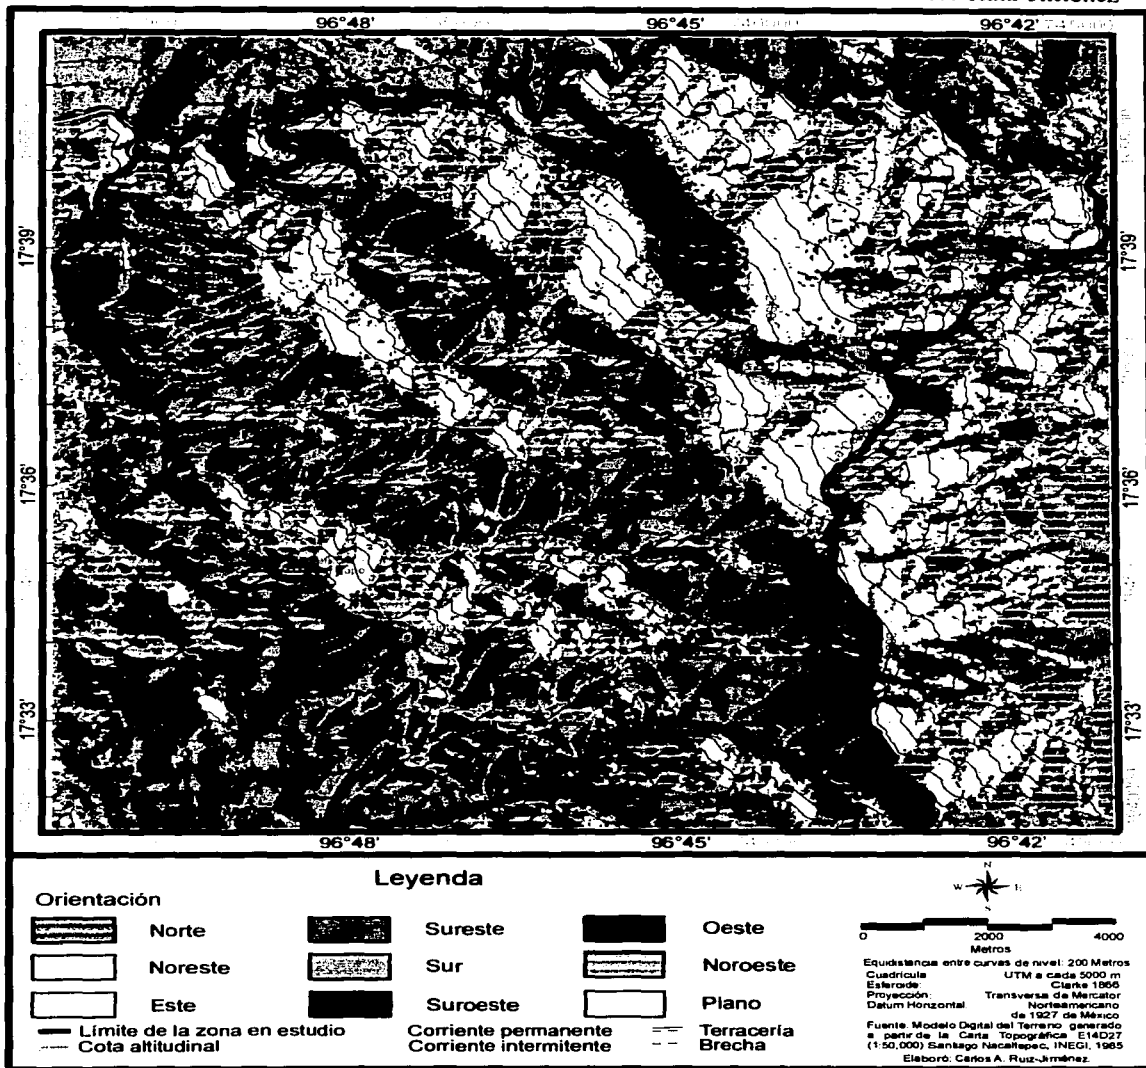 96°48' 96°45' 96°42'
17°39' 17°39'
17°36' 17°36'
17°33' 17°33'
96°48' 96°45' 96°42'
Leyenda
Orientación
Norte Sureste Oeste
Noreste Sur Noroeste
Este Suroeste Plano
Límite de la zona en estudio Corriente permanente Terracería
Cota altitudinal Corriente intermitente Brecha
N
W E
S
0 2000 4000
Metros
Equidistancia entre curvas de nivel: 200 Metros
Cuadrícula UTM a cada 5000 m
Esferoide: Clarke 1866
Proyección: Transversa de Mercator
Datum Horizontal Norteamericano
de 1927 de México
Fuente: Modelo Digital del Terreno generado
a partir de la Carta Topográfica E14D27
(1:50,000) Santiago Nacaltepec, INEGI, 1985
Elaboró: Carlos A. Ruiz-Jiménez